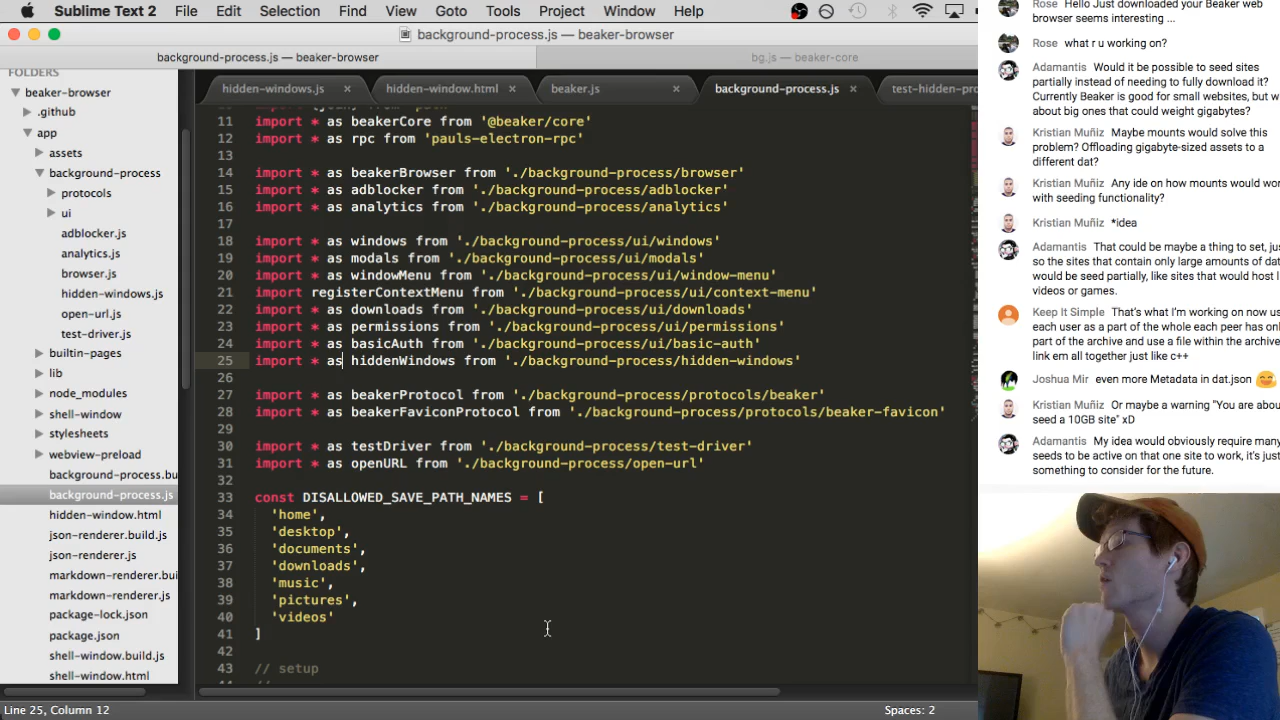 Sublime Text 2 File Edit Selection Find View Goto Tools Project Window Help
background-process.js — beaker-browser
background-process.js — beaker-browser
bg.js — beaker-core
FOLDERS
beaker-browser
.github
app
assets
background-process
protocols
ui
adblocker.js
analytics.js
browser.js
hidden-windows.js
open-url.js
test-driver.js
builtin-pages
lib
node_modules
shell-window
stylesheets
webview-preload
background-process.bu
background-process.js
hidden-window.html
json-renderer.build.js
json-renderer.js
markdown-renderer.bui
markdown-renderer.js
package-lock.json
package.json
shell-window.build.js
shell-window.html
hidden-windows.js × hidden-window.html × beaker.js × background-process.js × test-hidden-pro
11 import * as beakerCore from '@beaker/core'
12 import * as rpc from 'pauls-electron-rpc'
13
14 import * as beakerBrowser from './background-process/browser'
15 import * as adblocker from './background-process/adblocker'
16 import * as analytics from './background-process/analytics'
17
18 import * as windows from './background-process/ui/windows'
19 import * as modals from './background-process/ui/modals'
20 import * as windowMenu from './background-process/ui/window-menu'
21 import registerContextMenu from './background-process/ui/context-menu'
22 import * as downloads from './background-process/ui/downloads'
23 import * as permissions from './background-process/ui/permissions'
24 import * as basicAuth from './background-process/ui/basic-auth'
25 import * as hiddenWindows from './background-process/hidden-windows'
26
27 import * as beakerProtocol from './background-process/protocols/beaker'
28 import * as beakerFaviconProtocol from './background-process/protocols/beaker-favicon'
30 import * as testDriver from './background-process/test-driver'
31 import * as openURL from './background-process/open-url'
32
33 const DISALLOWED_SAVE_PATH_NAMES = [
34 'home',
35 'desktop',
36 'documents',
37 'downloads',
38 'music',
39 'pictures',
40 'videos'
41 ]
42
43 // setup
Line 25, Column 12
Spaces: 2
Rose Hello Just downloaded your Beaker web
browser seems interesting ...
Rose what r u working on?
Adamantis Would it be possible to seed sites
partially instead of needing to fully download it?
Currently Beaker is good for small websites, but w
about big ones that could weight gigabytes?
Kristian Muñiz Maybe mounts would solve this
problem? Offloading gigabyte-sized assets to a
different dat?
Kristian Muñiz Any ide on how mounts would wor
with seeding functionality?
Kristian Muñiz *idea
Adamantis That could be maybe a thing to set, jus
so the sites that contain only large amounts of dat
would be seed partially, like sites that would host l
videos or games.
Keep It Simple That's what I'm working on now us
each user as a part of the whole each peer has onl
part of the archive and use a file within the archive
link em all together just like c++
Joshua Mir even more Metadata in dat.json
Kristian Muñiz Or maybe a warning "You are abou
seed a 10GB site" xD
Adamantis My idea would obviously require many
seeds to be active on that one site to work, it's jus
something to consider for the future.